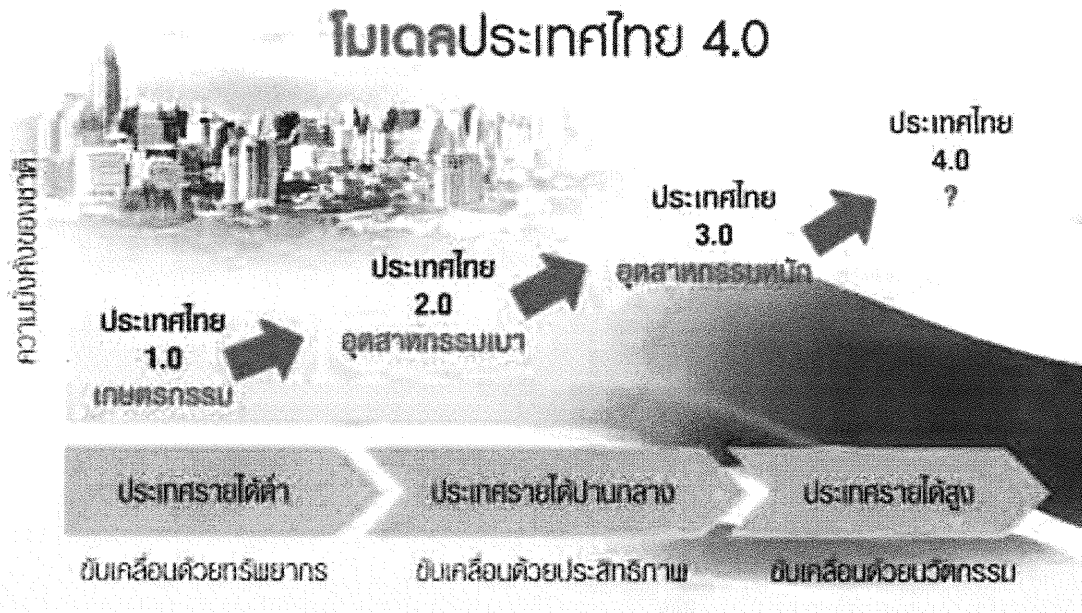 โมเดลประเทศไทย 4.0
ความมั่งคั่งของชาติ
ประเทศไทย
1.0
เกษตรกรรม
ประเทศไทย
2.0
อุตสาหกรรมเบา
ประเทศไทย
3.0
อุตสาหกรรมหนัก
ประเทศไทย
4.0
?
ประเทศรายได้ต่ำ
ประเทศรายได้ปานกลาง
ประเทศรายได้สูง
ขับเคลื่อนด้วยทรัพยากร
ขับเคลื่อนด้วยประสิทธิภาพ
ขับเคลื่อนด้วยนวัตกรรม